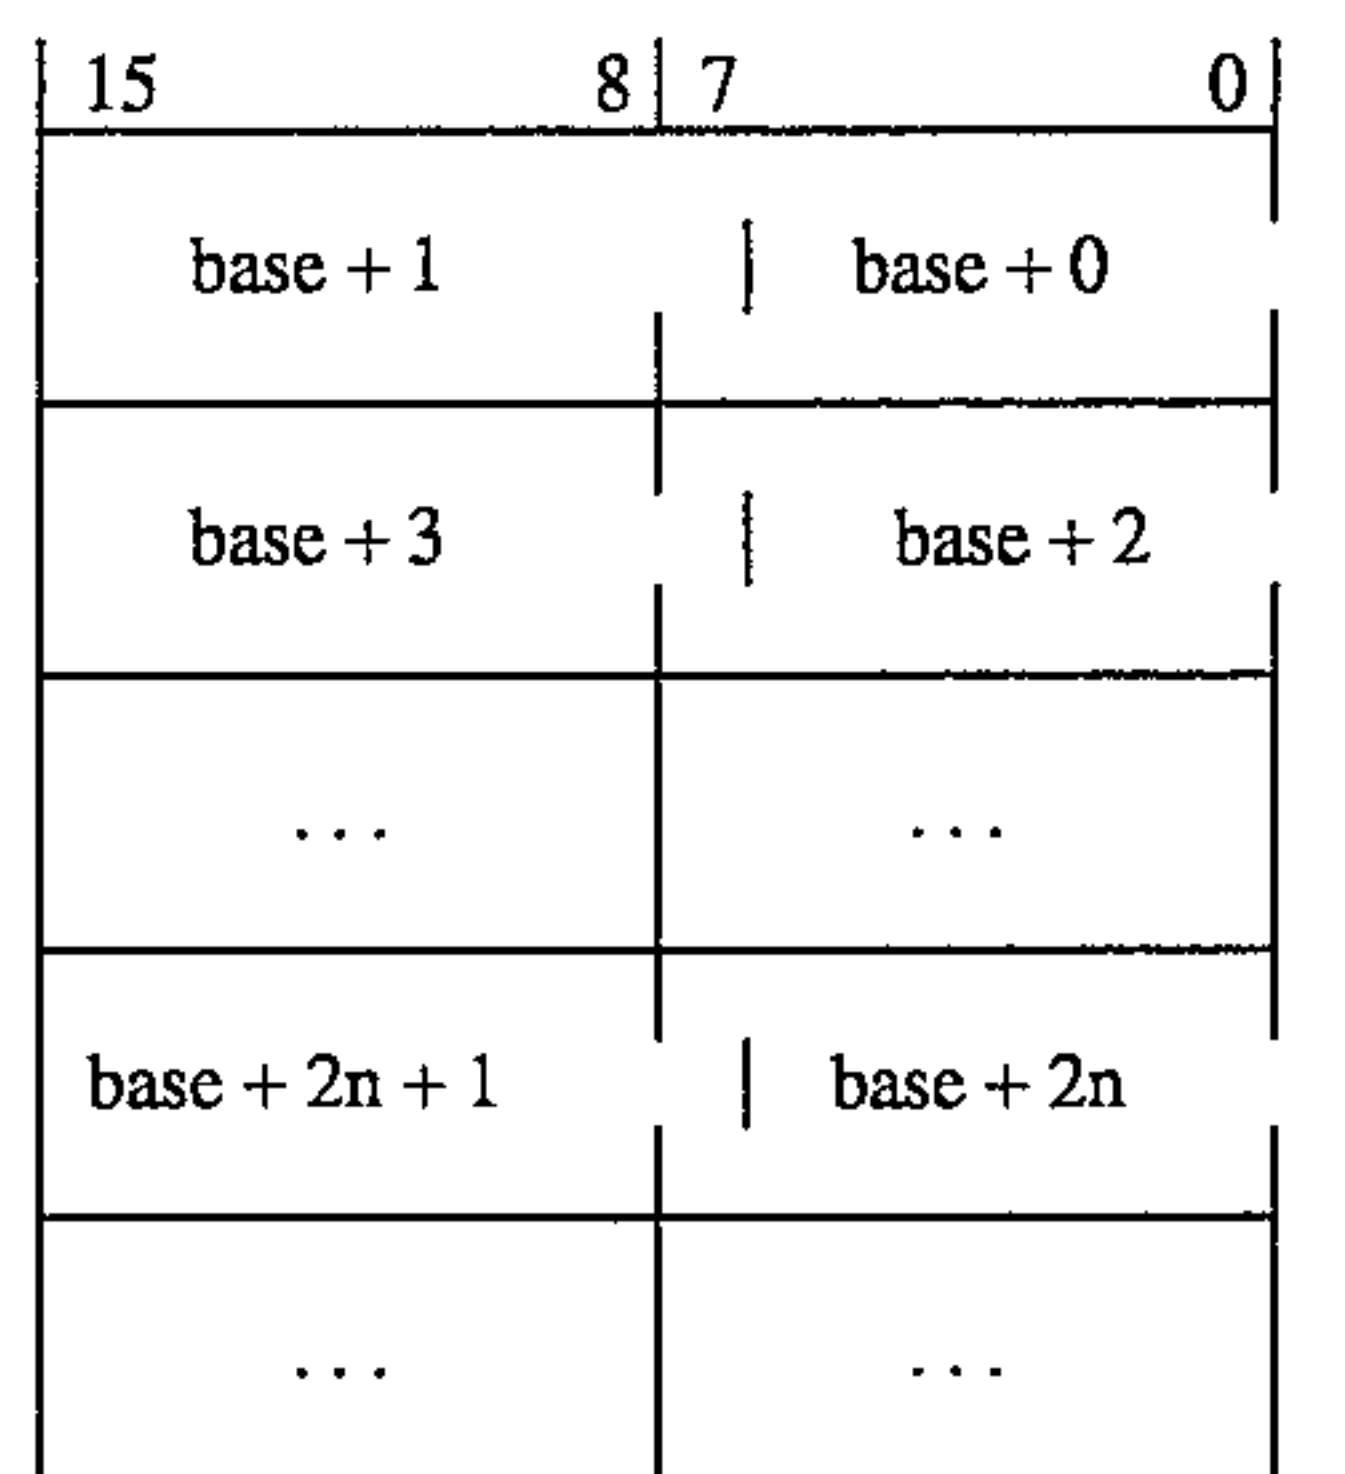 15 8 7 0
base + 1 | base + 0
base + 3 | base + 2
... ...
base + 2n + 1 | base + 2n
... ...